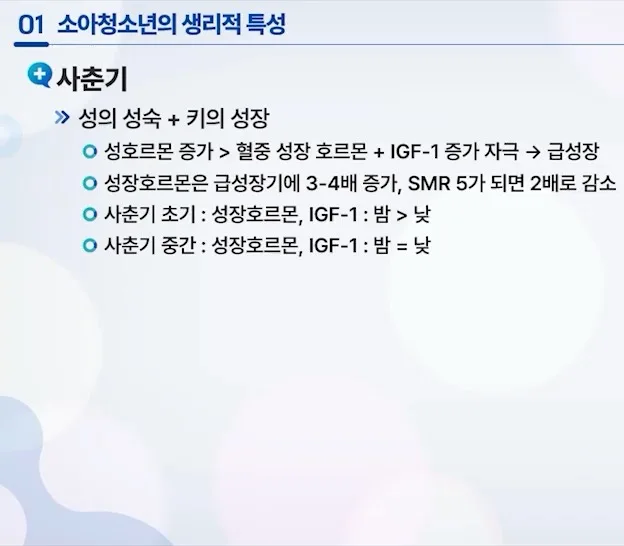 01 소아청소년의 생리적 특성
사춘기
성의 성숙 + 키의 성장
성호르몬 증가 > 혈중 성장 호르몬 + IGF-1 증가 자극 → 급성장
성장호르몬은 급성장기에 3-4배 증가, SMR 5가 되면 2배로 감소
사춘기 초기 : 성장호르몬, IGF-1 : 밤 > 낮
사춘기 중간 : 성장호르몬, IGF-1 : 밤 = 낮